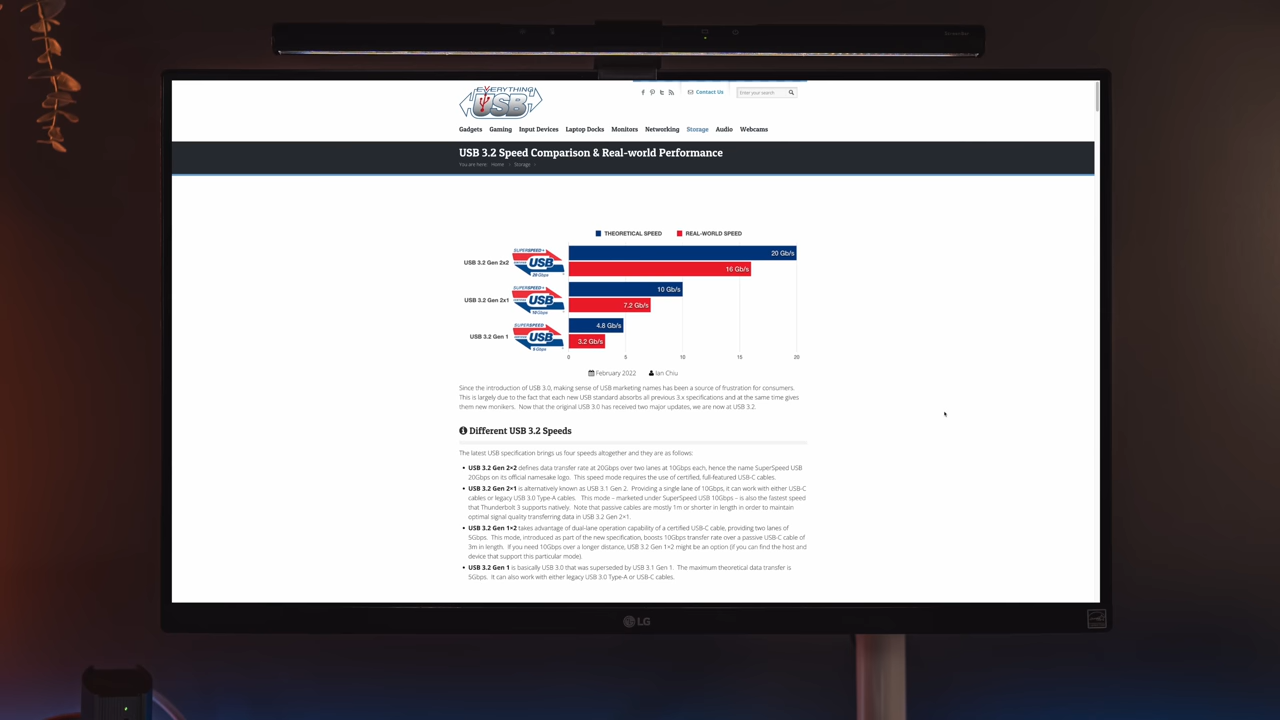 EVERYTHING
USB
Contact Us
Enter your search
Gadgets Gaming Input Devices Laptop Docks Monitors Networking Storage Audio Webcams
USB 3.2 Speed Comparison & Real-world Performance
You are here: Home Storage
THEORETICAL SPEED REAL-WORLD SPEED
USB 3.2 Gen 2x2 SUPERSPEED+ USB 20Gbps 20 Gb/s
16 Gb/s
USB 3.2 Gen 2x1 SUPERSPEED+ USB 10Gbps 10 Gb/s
7.2 Gb/s
USB 3.2 Gen 1 SUPERSPEED+ USB 5Gbps 4.8 Gb/s
3.2 Gb/s
0 5 10 15 20
February 2022 Ian Chiu
Since the introduction of USB 3.0, making sense of USB marketing names has been a source of frustration for consumers.
This is largely due to the fact that each new USB standard absorbs all previous 3.x specifications and at the same time gives
them new monikers. Now that the original USB 3.0 has received two major updates, we are now at USB 3.2.
Different USB 3.2 Speeds
The latest USB specification brings us four speeds altogether and they are as follows:
• USB 3.2 Gen 2×2 defines data transfer rate at 20Gbps over two lanes at 10Gbps each, hence the name SuperSpeed USB
20Gbps on its official namesake logo. This speed mode requires the use of certified, full-featured USB-C cables.
• USB 3.2 Gen 2×1 is alternatively known as USB 3.1 Gen 2. Providing a single lane of 10Gbps, it can work with either USB-C
cables or legacy USB 3.0 Type-A cables. This mode – marketed under SuperSpeed USB 10Gbps – is also the fastest speed
that Thunderbolt 3 supports natively. Note that passive cables are mostly 1m or shorter in length in order to maintain
optimal signal quality transferring data in USB 3.2 Gen 2×1.
• USB 3.2 Gen 1×2 takes advantage of dual-lane operation capability of a certified USB-C cable, providing two lanes of
5Gbps. This mode, introduced as part of the new specification, boosts 10Gbps transfer rate over a passive USB-C cable of
3m in length. If you need 10Gbps over a longer distance, USB 3.2 Gen 1×2 might be an option (if you can find the host and
device that support this particular mode).
• USB 3.2 Gen 1 is basically USB 3.0 that was superseded by USB 3.1 Gen 1. The maximum theoretical data transfer is
5Gbps. It can also work with either legacy USB 3.0 Type-A or USB-C cables.
LG